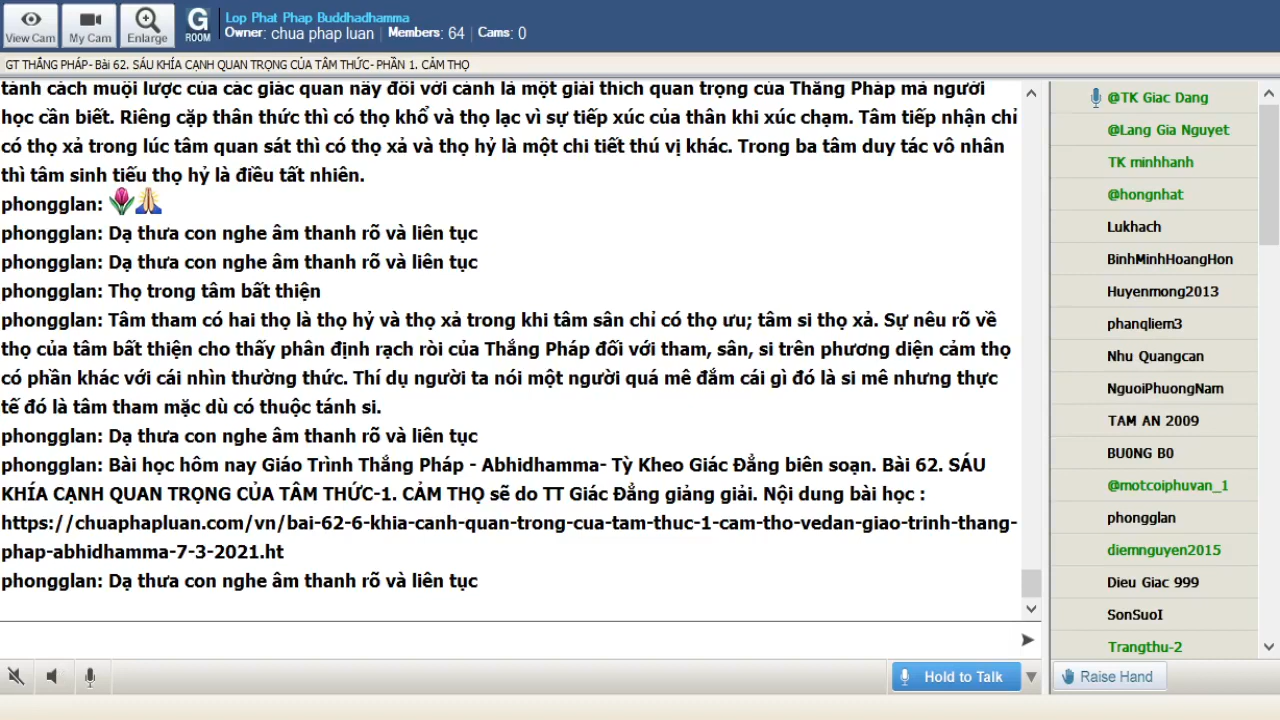 View Cam
My Cam
Enlarge
G ROOM
Lop Phat Phap Buddhadhamma
Owner: chua phap luan Members: 64 Cams: 0
GT THẮNG PHÁP- Bài 62. SÁU KHÍA CẠNH QUAN TRỌNG CỦA TÂM THỨC- PHẦN 1. CẢM THỌ
tánh cách muội lược của các giác quan này đối với cảnh là một giải thích quan trọng của Thắng Pháp mà người
học cần biết. Riêng cặp thân thức thì có thọ khổ và thọ lạc vì sự tiếp xúc của thân khi xúc chạm. Tâm tiếp nhận chỉ
có thọ xả trong lúc tâm quan sát thì có thọ xả và thọ hỷ là một chi tiết thú vị khác. Trong ba tâm duy tác vô nhân
thì tâm sinh tiếu thọ hỷ là điều tất nhiên.
phongglan: 🌷🙏
phongglan: Dạ thưa con nghe âm thanh rõ và liên tục
phongglan: Dạ thưa con nghe âm thanh rõ và liên tục
phongglan: Thọ trong tâm bất thiện
phongglan: Tâm tham có hai thọ là thọ hỷ và thọ xả trong khi tâm sân chỉ có thọ ưu; tâm si thọ xả. Sự nêu rõ về
thọ của tâm bất thiện cho thấy phân định rạch ròi của Thắng Pháp đối với tham, sân, si trên phương diện cảm thọ
có phần khác với cái nhìn thường thức. Thí dụ người ta nói một người quá mê đắm cái gì đó là si mê nhưng thực
tế đó là tâm tham mặc dù có thuộc tánh si.
phongglan: Dạ thưa con nghe âm thanh rõ và liên tục
phongglan: Bài học hôm nay Giáo Trình Thắng Pháp - Abhidhamma- Tỳ Kheo Giác Đẳng biên soạn. Bài 62. SÁU
KHÍA CẠNH QUAN TRỌNG CỦA TÂM THỨC-1. CẢM THỌ sẽ do TT Giác Đẳng giảng giải. Nội dung bài học :
https://chuaphapluan.com/vn/bai-62-6-khia-canh-quan-trong-cua-tam-thuc-1-cam-tho-vedan-giao-trinh-thang-
phap-abhidhamma-7-3-2021.ht
phongglan: Dạ thưa con nghe âm thanh rõ và liên tục
@TK Giac Dang
@Lang Gia Nguyet
TK minhhanh
@hongnhat
Lukhach
BinhMinhHoangHon
Huyenmong2013
phanqliem3
Nhu Quangcan
NguoiPhuongNam
TAM AN 2009
BU0NG B0
@motcoiphuvan_1
phongglan
diemnguyen2015
Dieu Giac 999
SonSuoI
Trangthu-2
Hold to Talk
Raise Hand